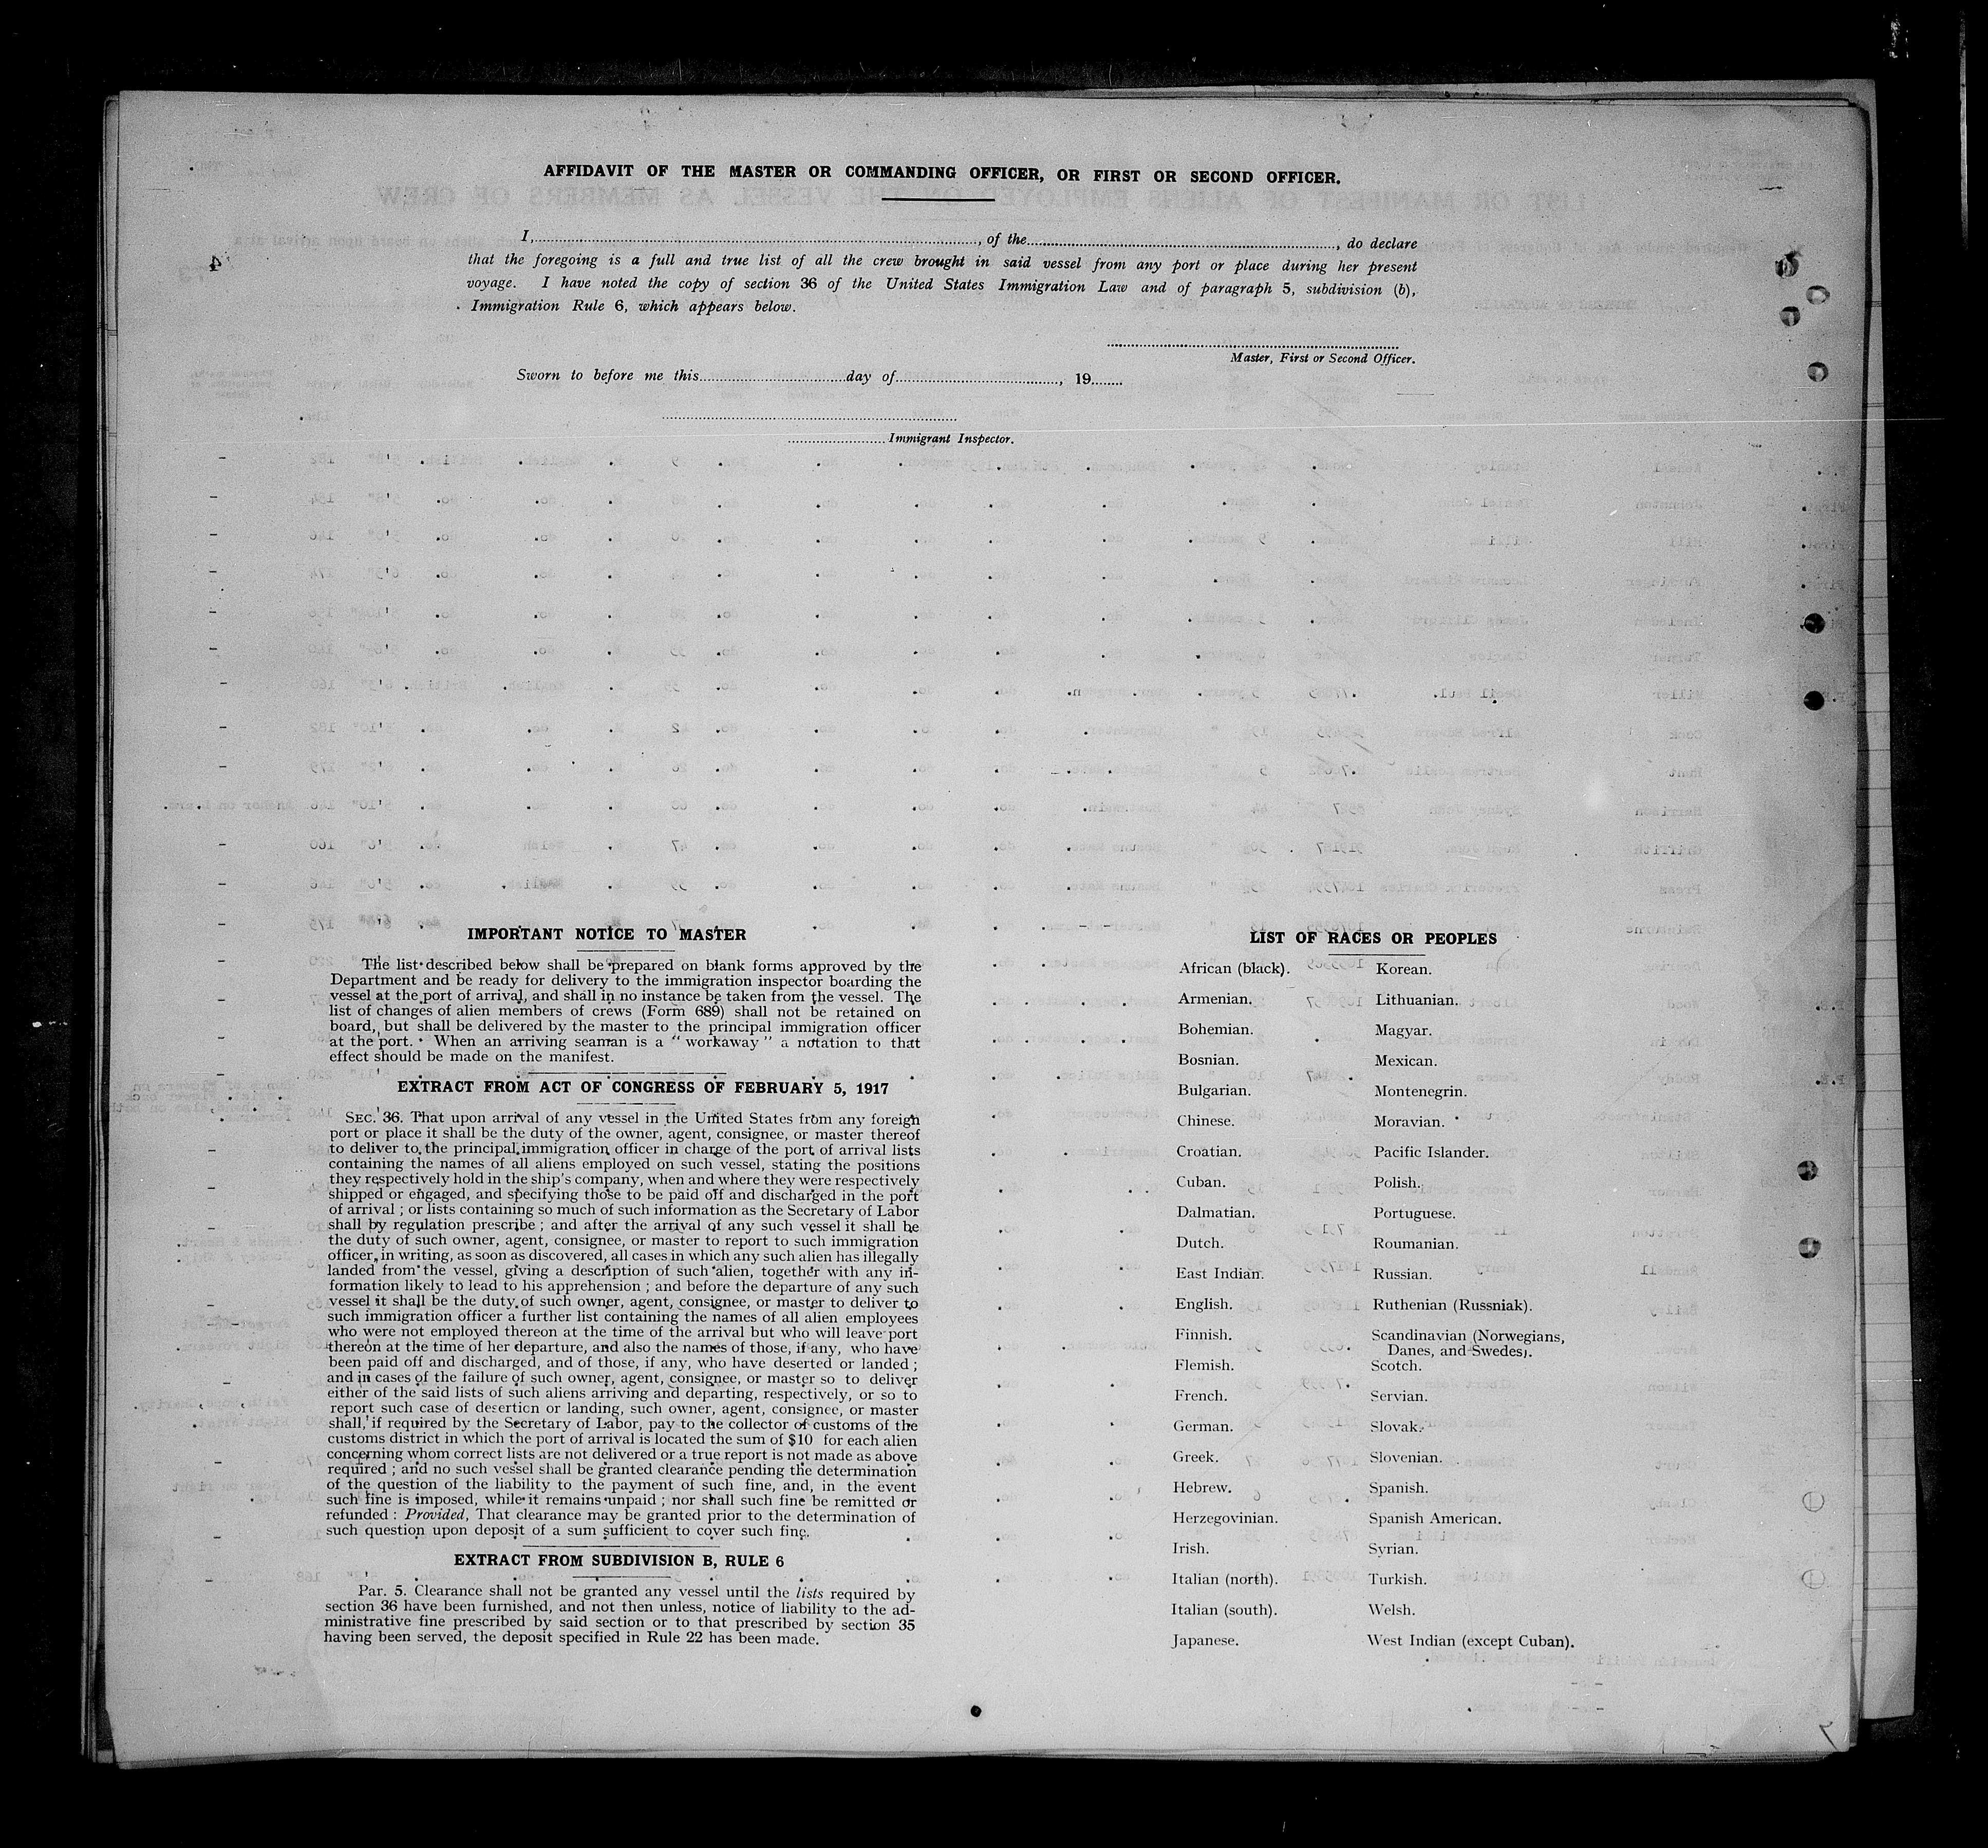 AFFIDAVIT OF THE MASTER OR COMMANDING OFFICER, OR FIRST OR SECOND OFFICER.
I,........................, of the........................, do declare
that the foregoing is a full and true list of all the crew brought in said vessel from any port or place during her present
voyage. I have noted the copy of section 36 of the United States Immigration Law and of paragraph 5, subdivision (b),
Immigration Rule 6, which appears below.
Master, First or Second Officer.
Sworn to before me this..............day of.............., 19......
..............Immigrant Inspector.
IMPORTANT NOTICE TO MASTER
The list described below shall be prepared on blank forms approved by the
Department and be ready for delivery to the immigration inspector boarding the
vessel at the port of arrival, and shall in no instance be taken from the vessel. The
list of changes of alien members of crews (Form 689) shall not be retained on
board, but shall be delivered by the master to the principal immigration officer
at the port. When an arriving seaman is a "workaway" a notation to that
effect should be made on the manifest.
EXTRACT FROM ACT OF CONGRESS OF FEBRUARY 5, 1917
SEC. 36. That upon arrival of any vessel in the United States from any foreign
port or place it shall be the duty of the owner, agent, consignee, or master thereof
to deliver to the principal immigration officer in charge of the port of arrival lists
containing the names of all aliens employed on such vessel, stating the positions
they respectively hold in the ship's company, when and where they were respectively
shipped or engaged, and specifying those to be paid off and discharged in the port
of arrival; or lists containing so much of such information as the Secretary of Labor
shall by regulation prescribe; and after the arrival of any such vessel it shall be
the duty of such owner, agent, consignee, or master to report to such immigration
officer, in writing, as soon as discovered, all cases in which any such alien has illegally
landed from the vessel, giving a description of such alien, together with any in-
formation likely to lead to his apprehension; and before the departure of any such
vessel it shall be the duty of such owner, agent, consignee, or master to deliver to
such immigration officer a further list containing the names of all alien employees
who were not employed thereon at the time of the arrival but who will leave port
thereon at the time of her departure, and also the names of those, if any, who have
been paid off and discharged, and of those, if any, who have deserted or landed;
and in cases of the failure of such owner, agent, consignee, or master so to deliver
either of the said lists of such aliens arriving and departing, respectively, or so to
report such case of desertion or landing, such owner, agent, consignee, or master
shall, if required by the Secretary of Labor, pay to the collector of customs of the
customs district in which the port of arrival is located the sum of $10 for each alien
concerning whom correct lists are not delivered or a true report is not made as above
required; and no such vessel shall be granted clearance pending the determination
of the question of the liability to the payment of such fine, and, in the event
such fine is imposed, while it remains unpaid; nor shall such fine be remitted or
refunded: Provided, That clearance may be granted prior to the determination of
such question upon deposit of a sum sufficient to cover such fine.
EXTRACT FROM SUBDIVISION B, RULE 6
Par. 5. Clearance shall not be granted any vessel until the lists required by
section 36 have been furnished, and not then unless, notice of liability to the ad-
ministrative fine prescribed by said section or to that prescribed by section 35
having been served, the deposit specified in Rule 22 has been made.
LIST OF RACES OR PEOPLES
African (black).
Armenian.
Bohemian.
Bosnian.
Bulgarian.
Chinese.
Croatian.
Cuban.
Dalmatian.
Dutch.
East Indian.
English.
Finnish.
Flemish.
French.
German.
Greek.
Hebrew.
Herzegovinian.
Irish.
Italian (north).
Italian (south).
Japanese.
Korean.
Lithuanian.
Magyar.
Mexican.
Montenegrin.
Moravian.
Pacific Islander.
Polish.
Portuguese.
Roumanian.
Russian.
Ruthenian (Russniak).
Scandinavian (Norwegians,
Danes, and Swedes).
Scotch.
Servian.
Slovak.
Slovenian.
Spanish.
Spanish American.
Syrian.
Turkish.
Welsh.
West Indian (except Cuban).